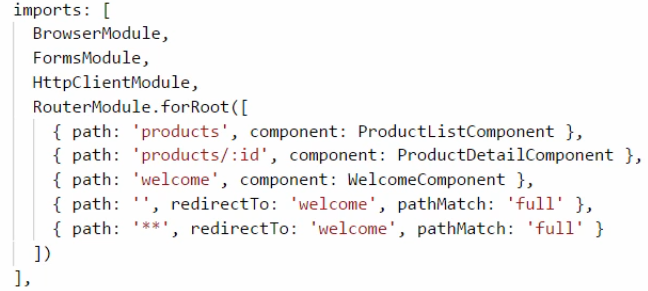 imports: [
BrowserModule,
FormsModule,
HttpClientModule,
RouterModule.forRoot([
{ path: 'products', component: ProductListComponent },
{ path: 'products/:id', component: ProductDetailComponent },
{ path: 'welcome', component: WelcomeComponent },
{ path: '', redirectTo: 'welcome', pathMatch: 'full' },
{ path: '**', redirectTo: 'welcome', pathMatch: 'full' }
])
],